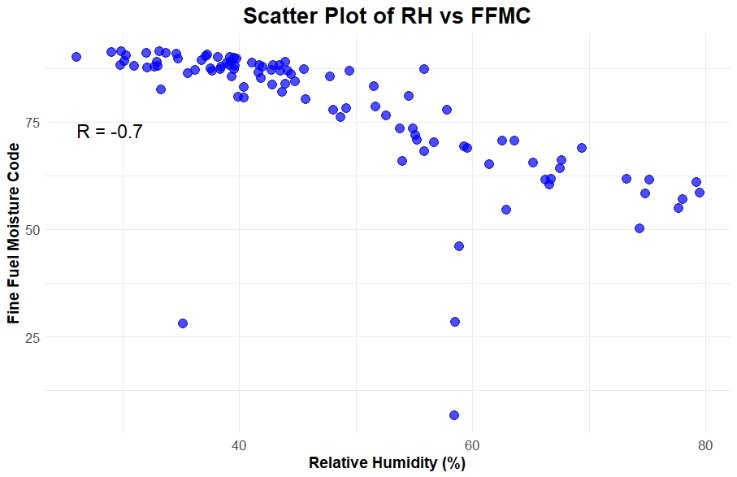 Scatter Plot of RH vs FFMC
Fine Fuel Moisture Code
75
50
25
R = -0.7
40
60
80
Relative Humidity (%)